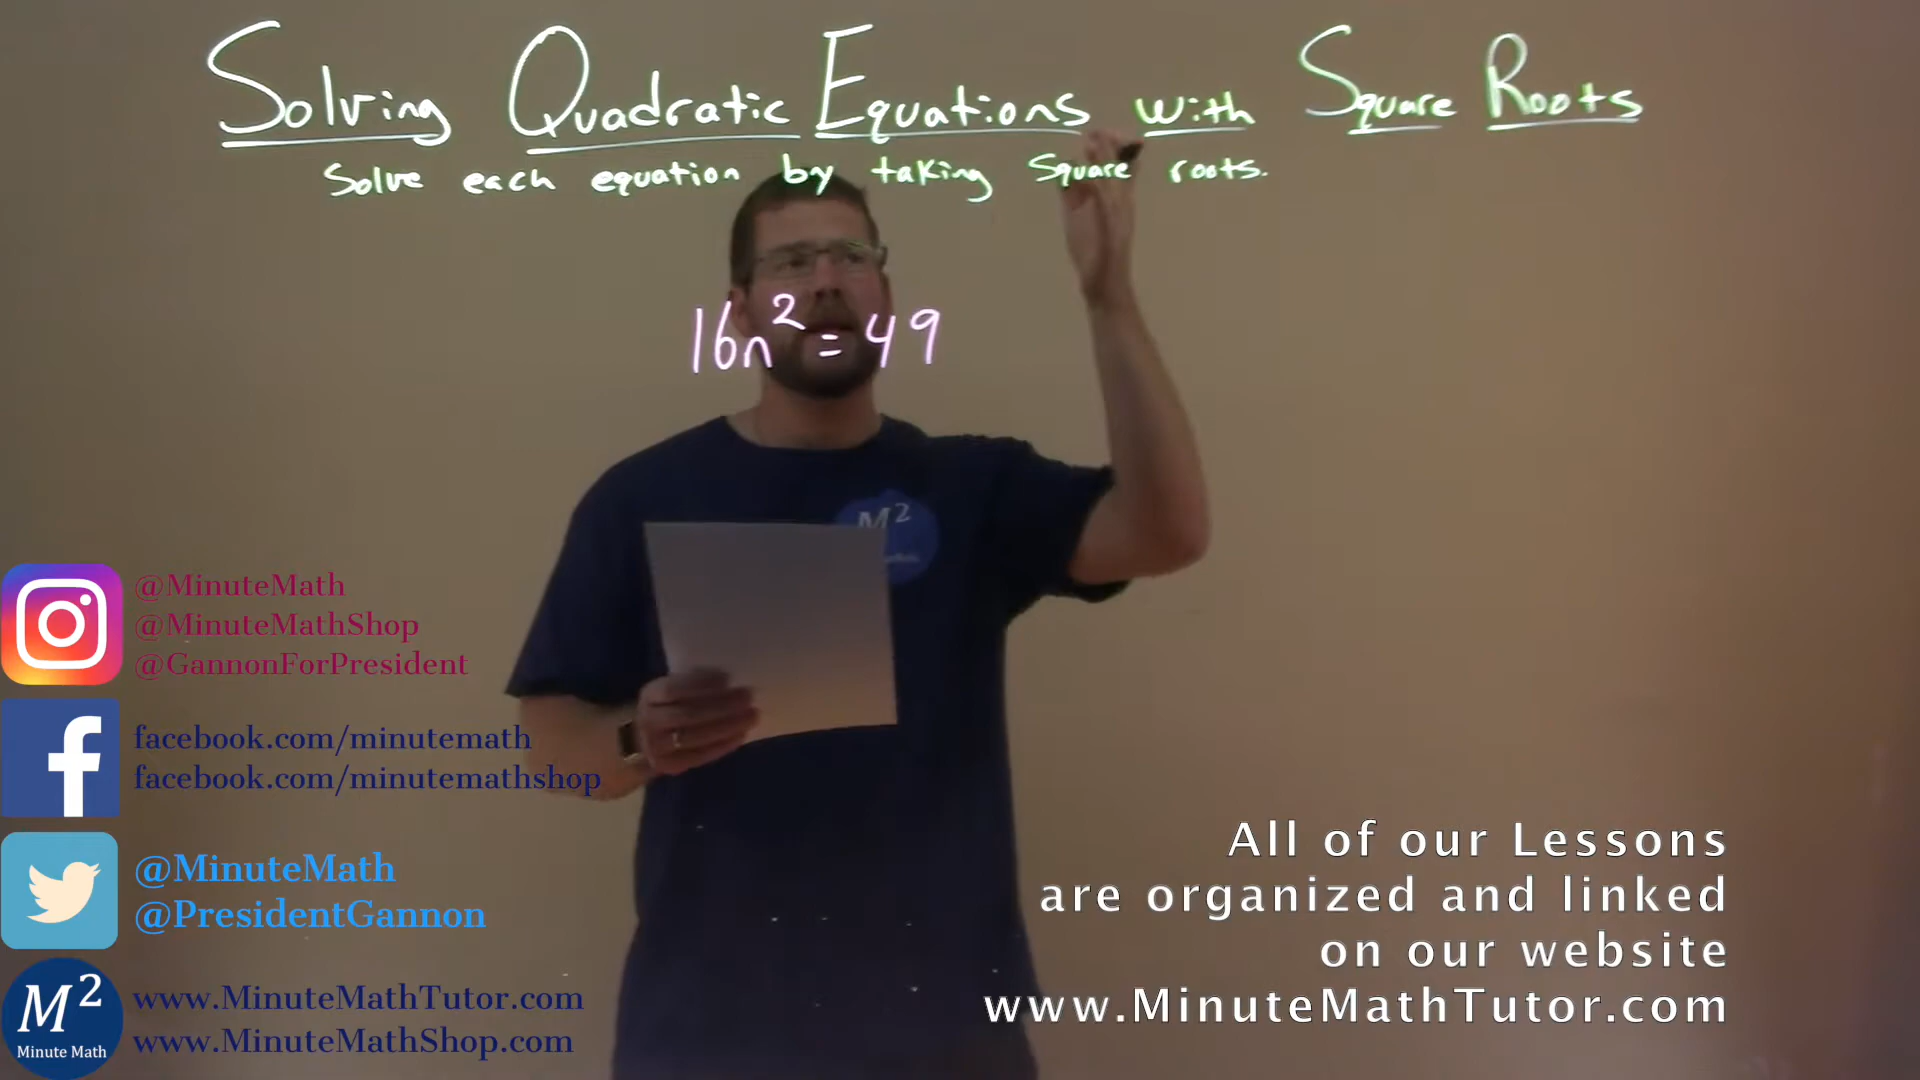 Solving Quadratic Equations with Square Roots
Solve each equation by taking Square roots.
16n² = 49
M²
@MinuteMath
@MinuteMathShop
@GannonForPresident
facebook.com/minutemath
facebook.com/minutemathshop
@MinuteMath
@PresidentGannon
M²
Minute Math
www.MinuteMathTutor.com
www.MinuteMathShop.com
All of our Lessons
are organized and linked
on our website
www.MinuteMathTutor.com